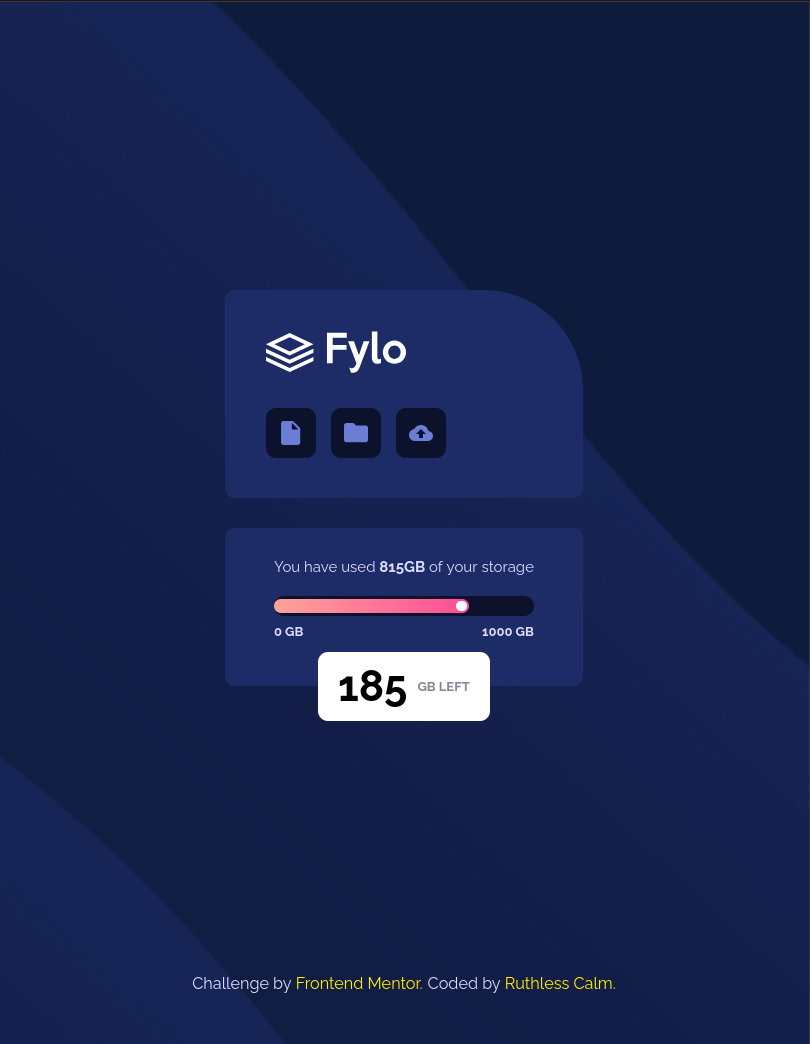 Fylo
You have used 815GB of your storage
0 GB 1000 GB
185 GB LEFT
Challenge by Frontend Mentor. Coded by Ruthless Calm.